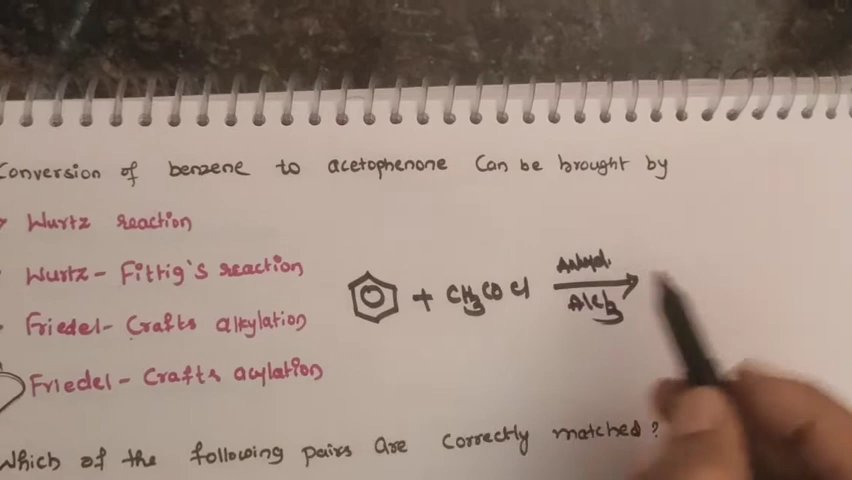 Conversion of benzene to acetophenone Can be brought by
Wurtz reaction
Wurtz - Fittig's reaction
Friedel - Crafts alkylation
Friedel - Crafts acylation
+ CH3COCl
Anhyd.
AlCl3
Which of the following pairs are correctly matched?